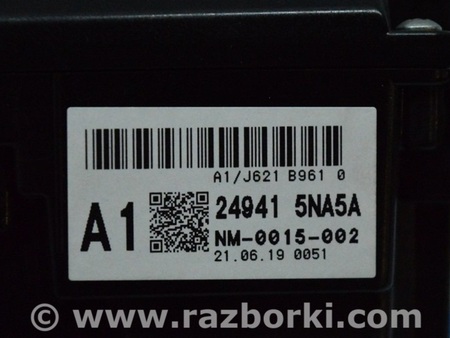 A1/J621 B961 0
A1
24941 5NA5A
NM-0015-002
21.06.19 0051
© www.razborki.com